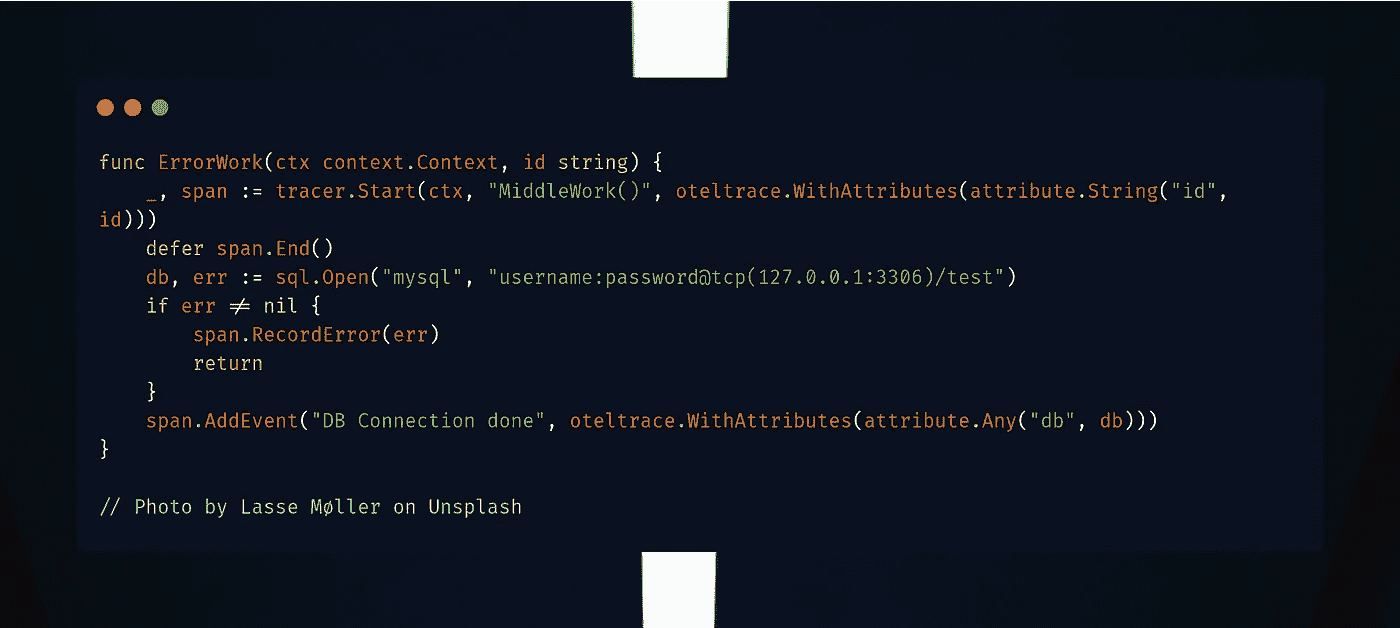 func ErrorWork(ctx context.Context, id string) {
    _, span := tracer.Start(ctx, "MiddleWork()", oteltrace.WithAttributes(attribute.String("id",
id)))
    defer span.End()
    db, err := sql.Open("mysql", "username:password@tcp(127.0.0.1:3306)/test")
    if err ≠ nil {
        span.RecordError(err)
        return
    }
    span.AddEvent("DB Connection done", oteltrace.WithAttributes(attribute.Any("db", db)))
}
// Photo by Lasse Møller on Unsplash